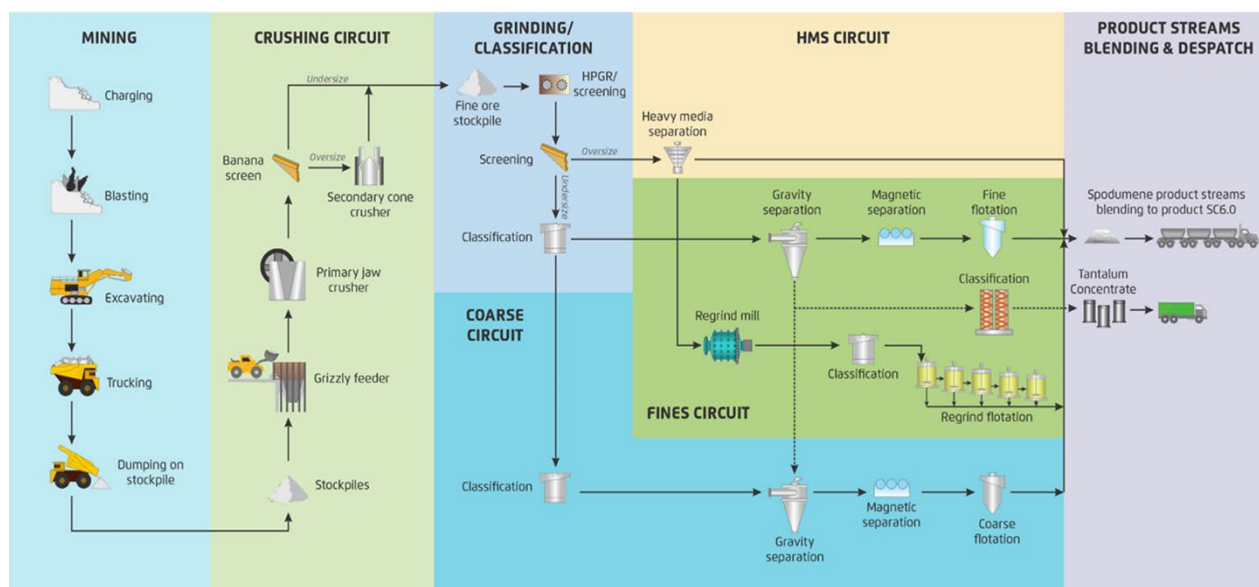 MINING
Charging
Blasting
Excavating
Trucking
Dumping on
stockpile
CRUSHING CIRCUIT
Undersize
Banana
screen
Oversize
Secondary cone
crusher
Primary jaw
crusher
Grizzly feeder
Stockpiles
GRINDING/
CLASSIFICATION
Fine ore
stockpile
HPGR/
screening
Screening
Oversize
Undersize
Classification
COARSE
CIRCUIT
Classification
Gravity
separation
Magnetic
separation
Coarse
flotation
HMS CIRCUIT
Heavy media
separation
Gravity
separation
Magnetic
separation
Fine
flotation
Classification
Regrind mill
Classification
Regrind flotation
FINES CIRCUIT
PRODUCT STREAMS
BLENDING & DESPATCH
Spodumene product streams
blending to product SC6.0
Tantalum
Concentrate